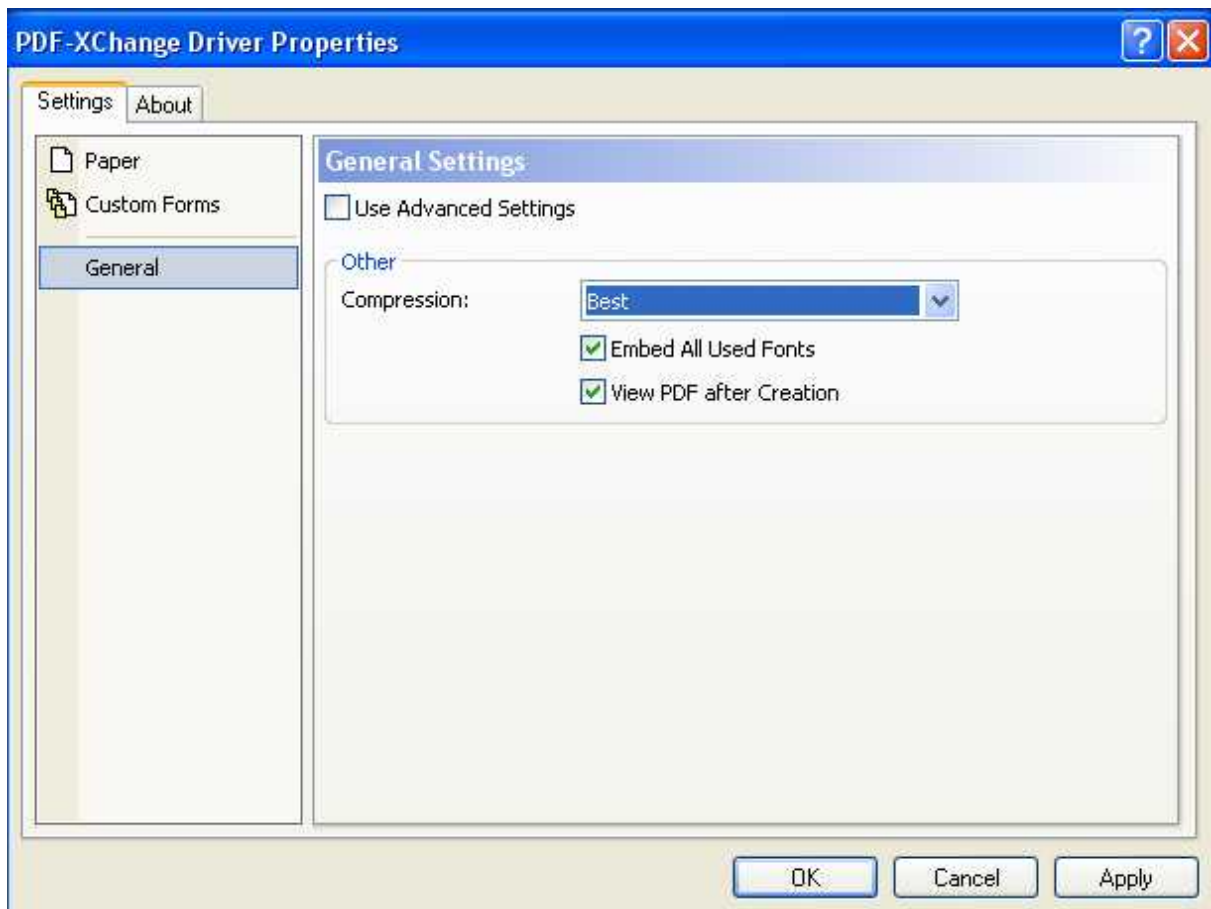 PDF-XChange Driver Properties
Settings
About
Paper
Custom Forms
General
General Settings
Use Advanced Settings
Other
Compression:
Best
Embed All Used Fonts
View PDF after Creation
OK
Cancel
Apply